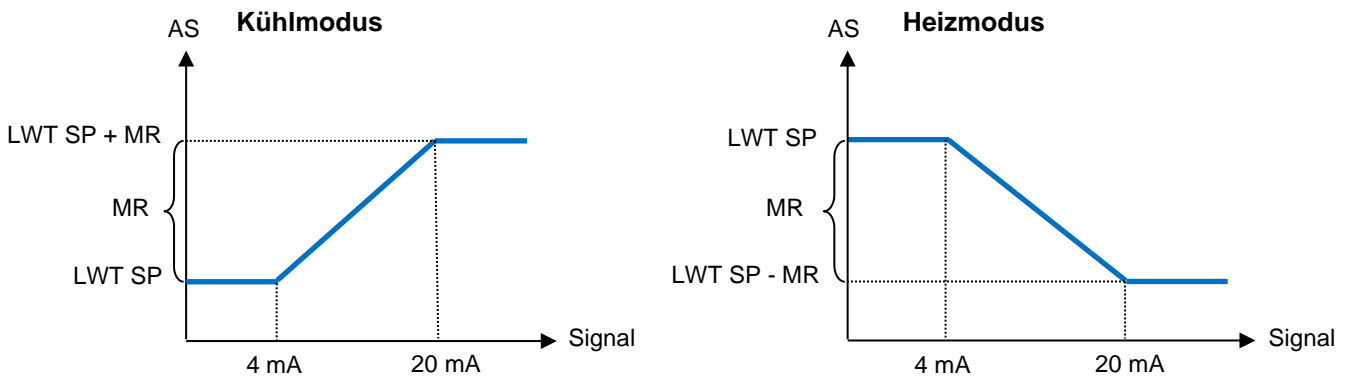 Kühlmodus
AS
LWT SP + MR
MR
LWT SP
Signal
4 mA
20 mA
Heizmodus
AS
LWT SP
MR
LWT SP - MR
Signal
4 mA
20 mA